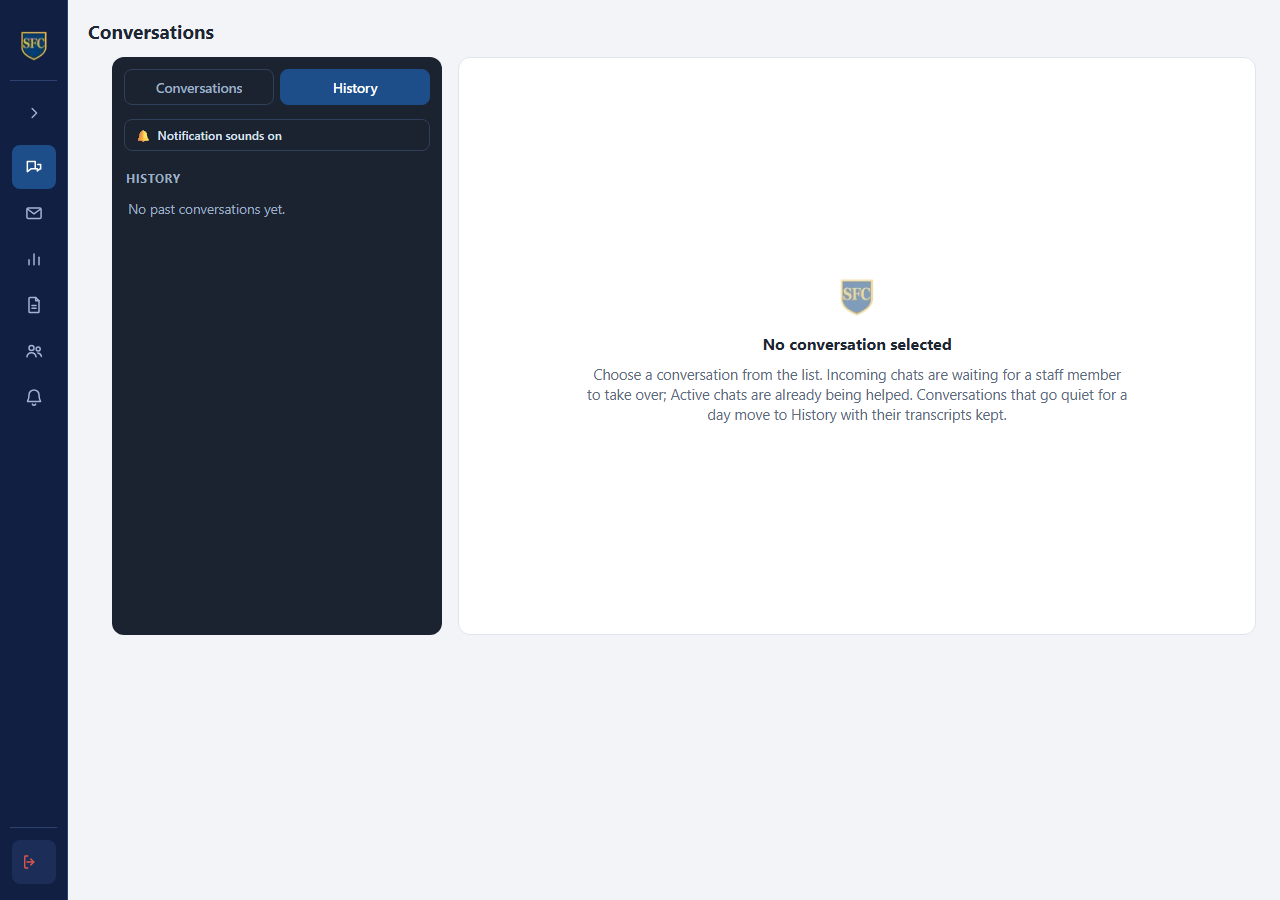 SFC
Conversations
Conversations
History
Notification sounds on
HISTORY
No past conversations yet.
SFC
No conversation selected
Choose a conversation from the list. Incoming chats are waiting for a staff member
to take over; Active chats are already being helped. Conversations that go quiet for a
day move to History with their transcripts kept.